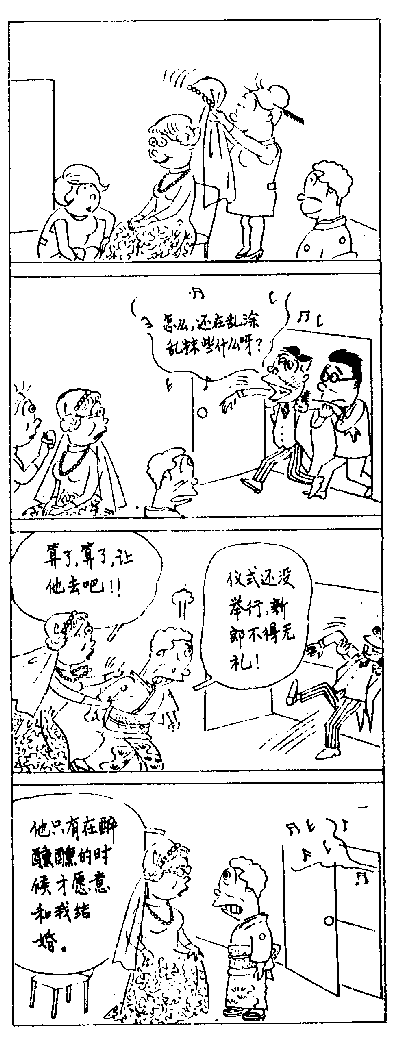 怎么,还在乱涂
乱抹些什么呀?
算了,算了,让
他去吧!!
仪式还没
举行,新
郎不得无
礼!
他只有在醉
醺醺的时
候才愿意
和我结
婚。